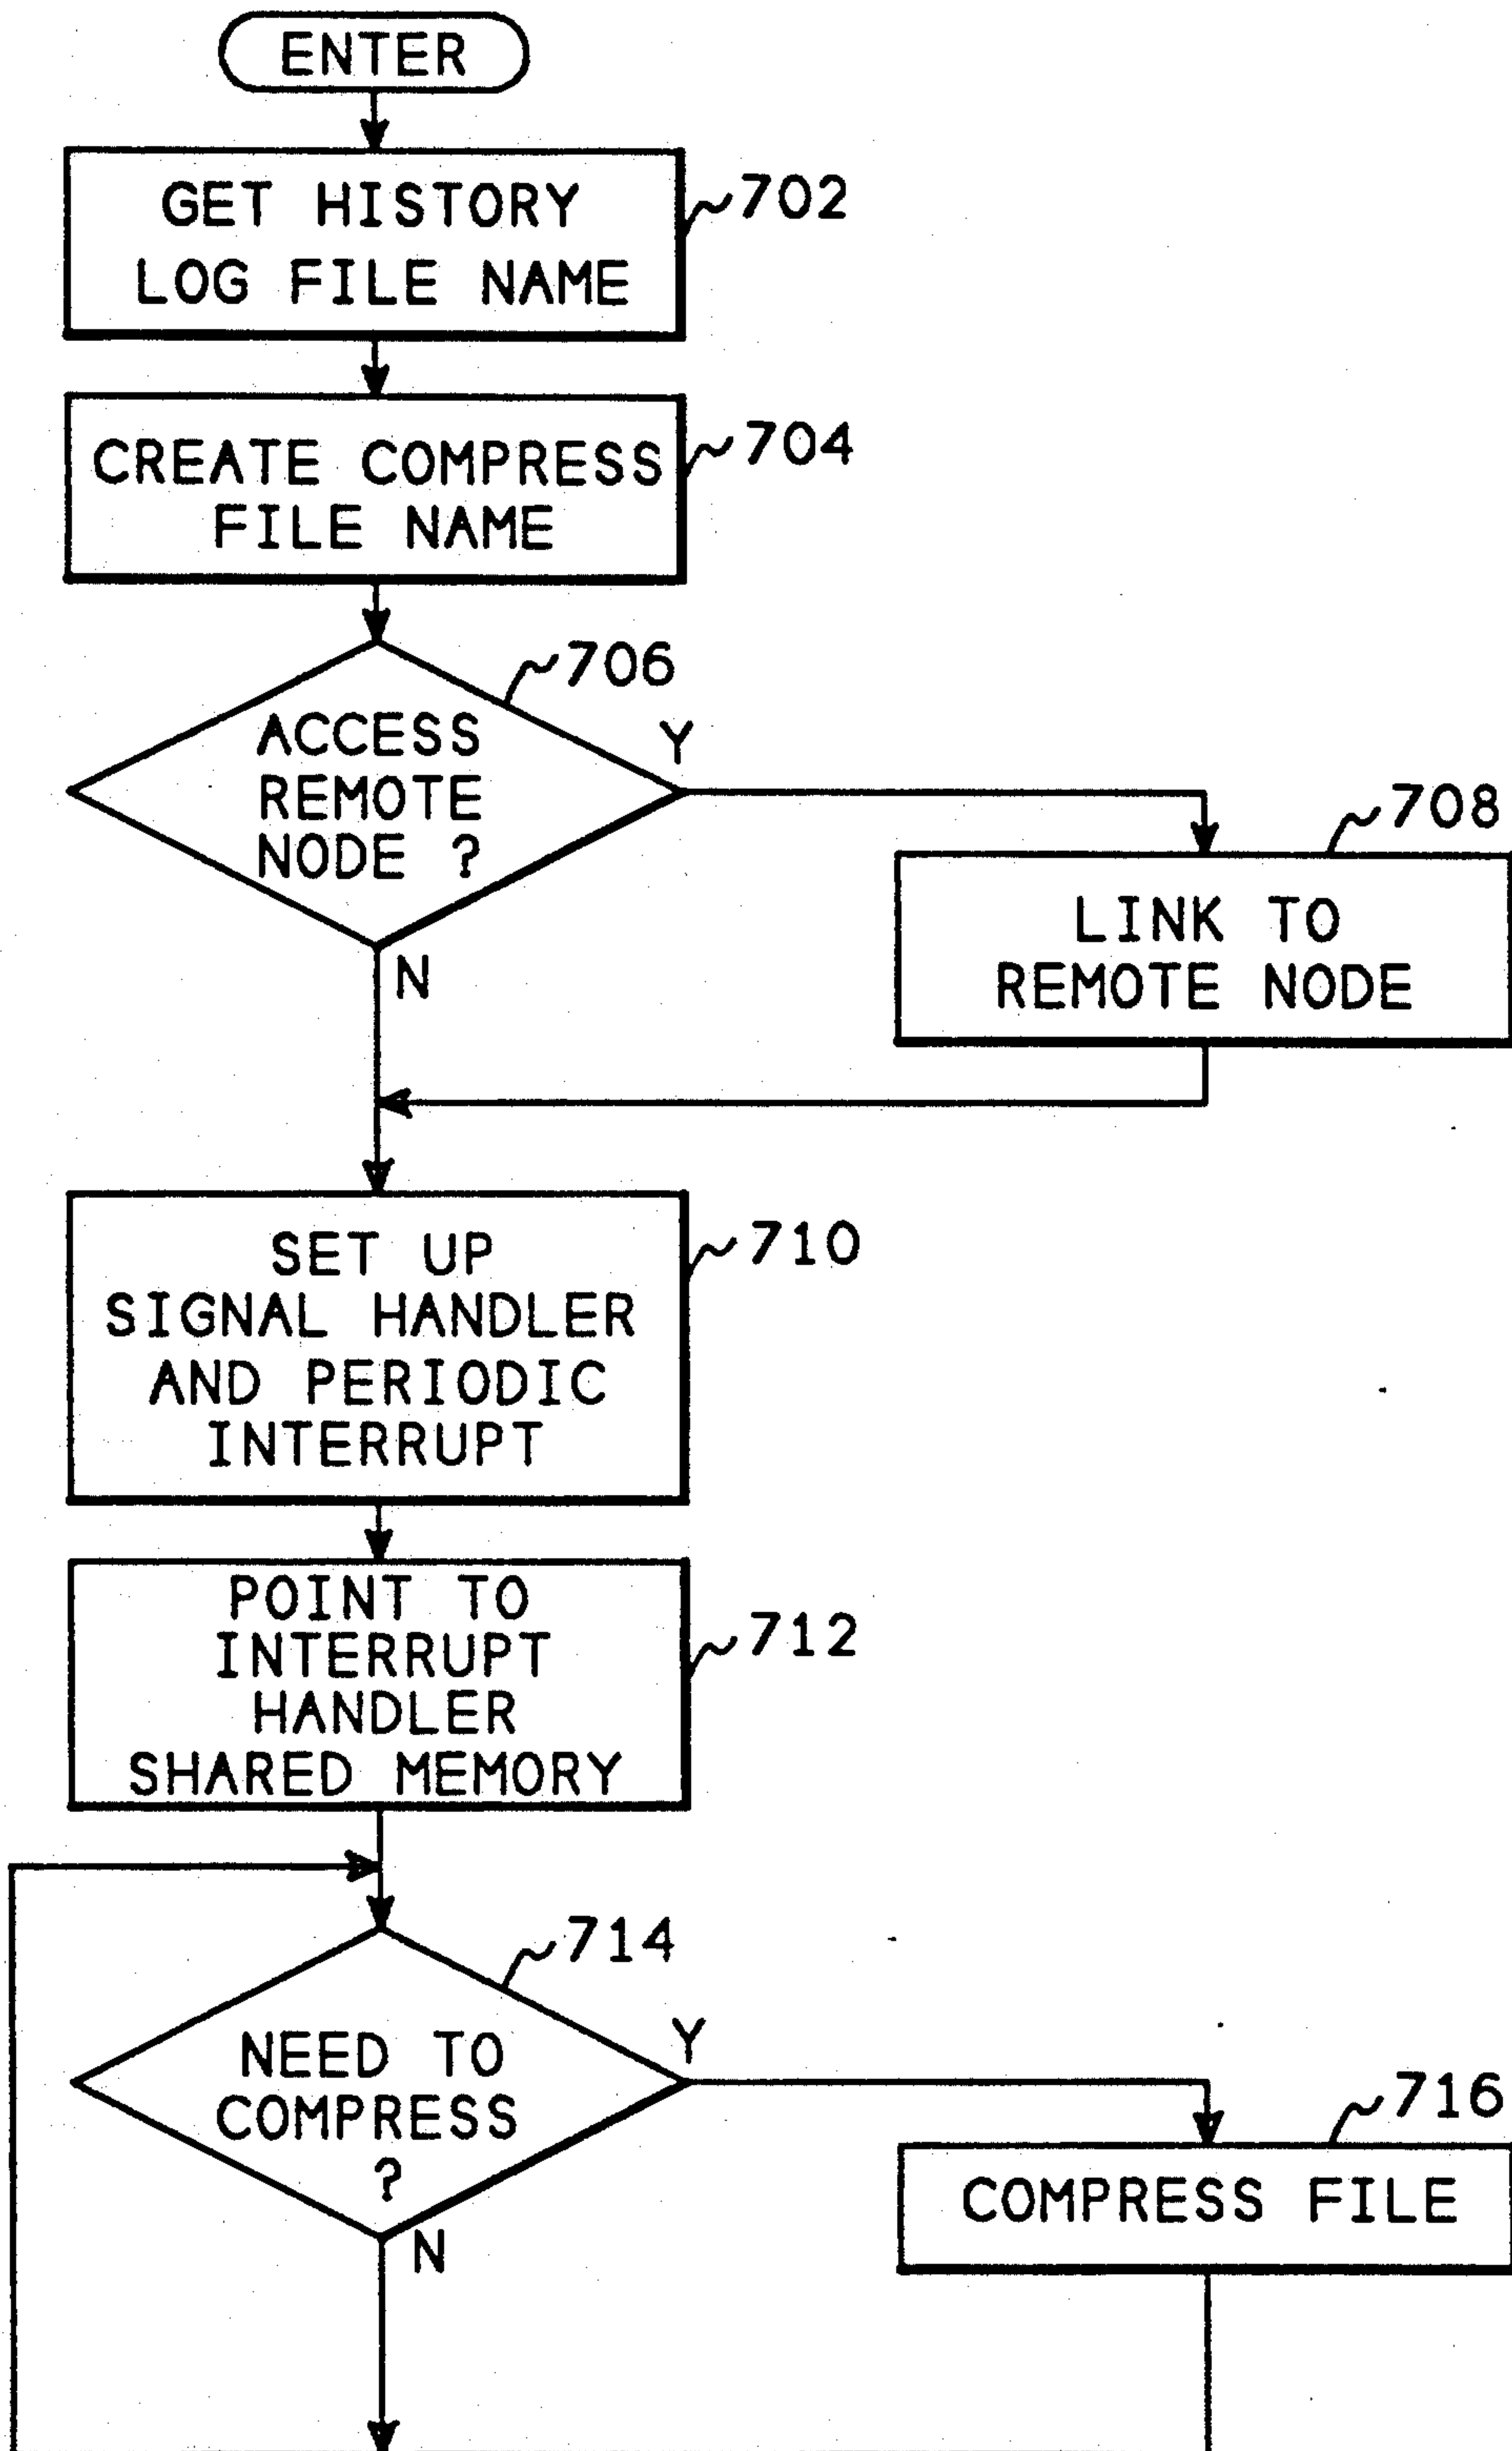 ENTER
GET HISTORY
LOG FILE NAME
702
CREATE COMPRESS
FILE NAME
704
706
ACCESS
REMOTE
NODE ?
Y
N
708
LINK TO
REMOTE NODE
SET UP
SIGNAL HANDLER
AND PERIODIC
INTERRUPT
710
POINT TO
INTERRUPT
HANDLER
SHARED MEMORY
712
714
NEED TO
COMPRESS
?
Y
N
716
COMPRESS FILE